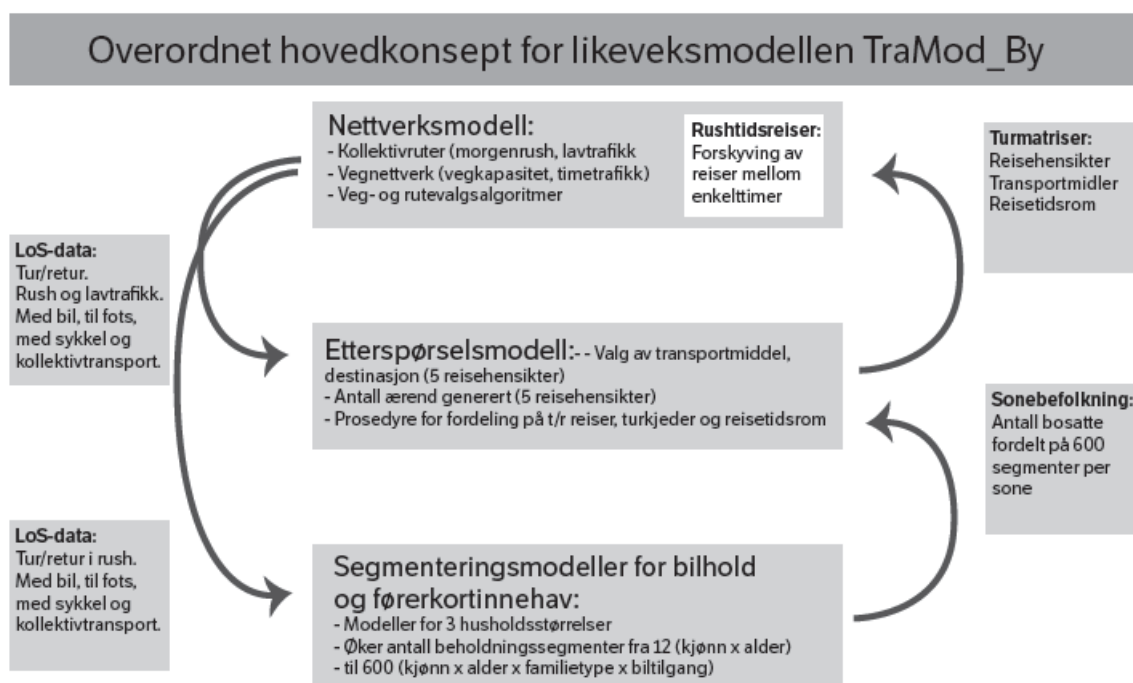 Overordnet hovedkonsept for likeveksmodellen TraMod_By
Nettverksmodell:
- Kollektivruter (morgenrush, lavtrafikk
- Vegnettverk (vegkapasitet, timetrafikk)
- Veg- og rutevalgsalgoritmer
Rushtidsreiser:
Forskyving av
reiser mellom
enkelttimer
Turmatriser:
Reisehensikter
Transportmidler
Reisetidsrom
LoS-data:
Tur/retur.
Rush og lavtrafikk.
Med bil, til fots,
med sykkel og
kollektivtransport.
Etterspørselsmodell:- - Valg av transportmiddel,
destinasjon (5 reisehensikter)
- Antall ærend generert (5 reisehensikter)
- Prosedyre for fordeling på t/r reiser, turkjeder og reisetidsrom
Sonebefolkning:
Antall bosatte
fordelt på 600
segmenter per
sone
LoS-data:
Tur/retur i rush.
Med bil, til fots,
med sykkel og
kollektivtransport.
Segmenteringsmodeller for bilhold
og førerkortinnehav:
- Modeller for 3 husholdsstørrelser
- Øker antall beholdningssegmenter fra 12 (kjønn x alder)
- til 600 (kjønn x alder x familietype x biltilgang)